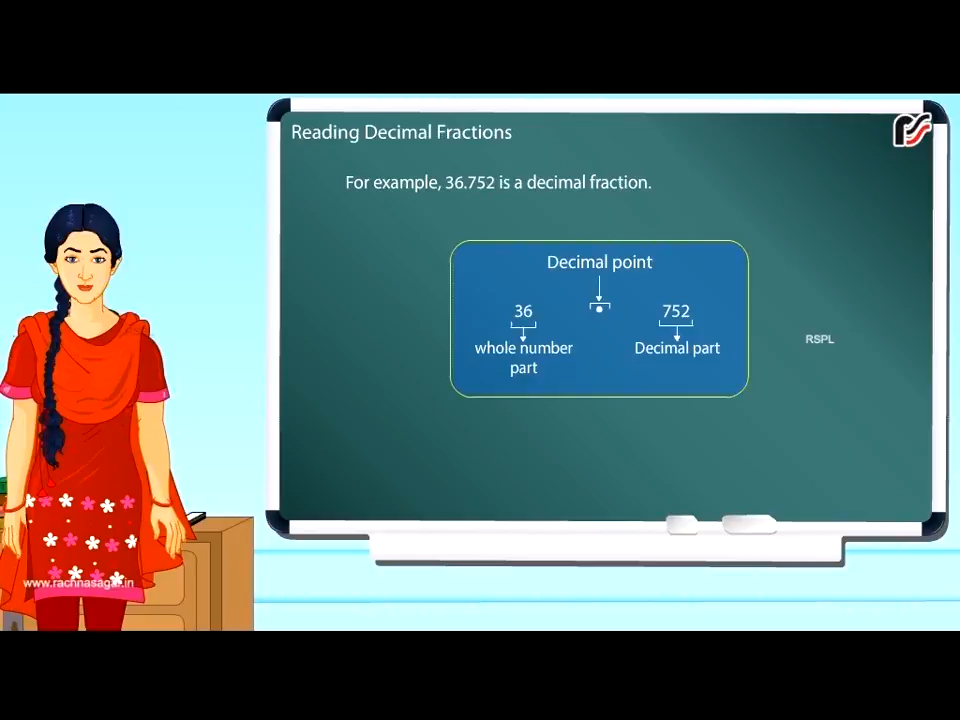 Reading Decimal Fractions
For example, 36.752 is a decimal fraction.
Decimal point
36 . 752
whole number Decimal part
part
RSPL
www.rachnasagar.in